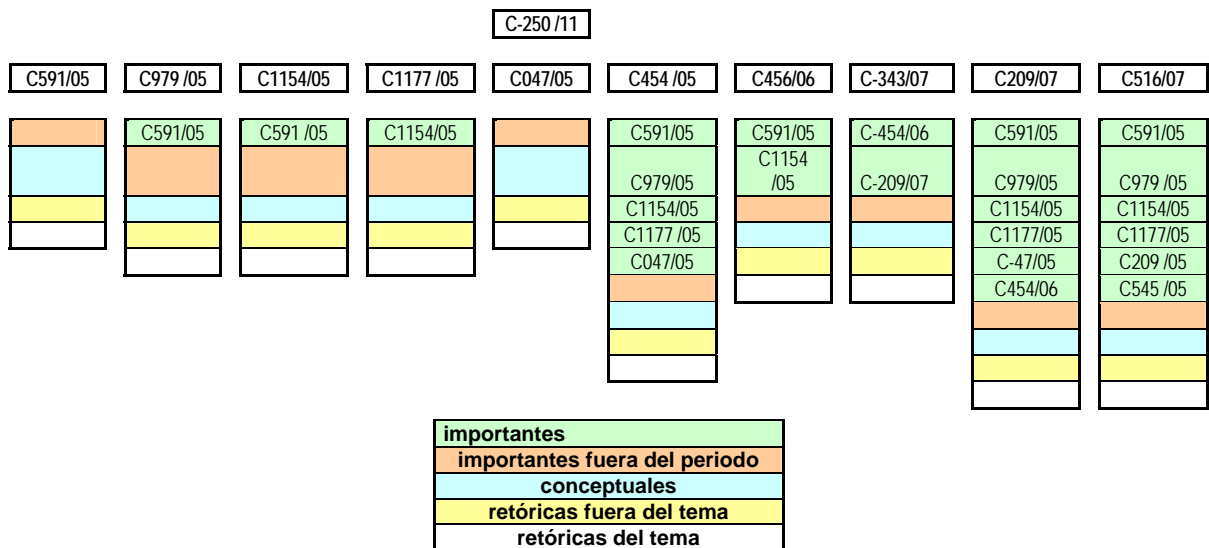 C-250 /11
C591/05 C979 /05 C1154/05 C1177 /05 C047/05 C454 /05 C456/06 C-343/07 C209/07 C516/07
C591/05 C591 /05 C1154/05 C591/05 C591/05 C-454/06 C591/05 C591/05
C1154
C979/05 /05 C-209/07 C979/05 C979 /05
C1154/05 C1154/05 C1154/05
C1177 /05 C1177/05 C1177/05
C047/05 C-47/05 C209 /05
C454/06 C545 /05
importantes
importantes fuera del periodo
conceptuales
retóricas fuera del tema
retóricas del tema